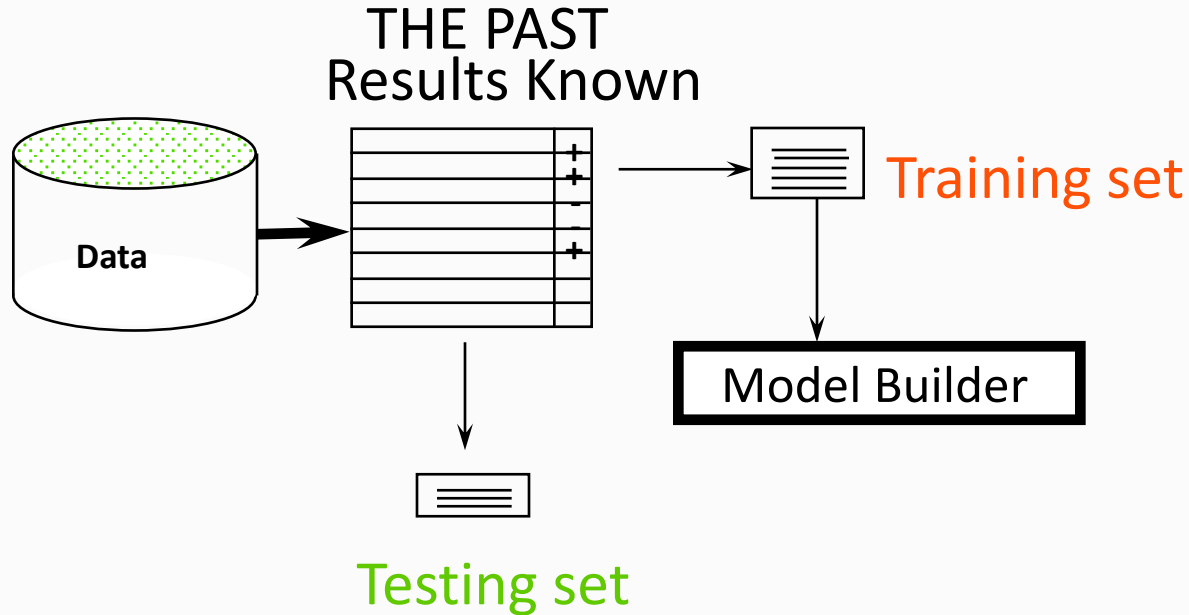 THE PAST
Results Known
Data
+
+
-
-
+
Training set
Model Builder
Testing set